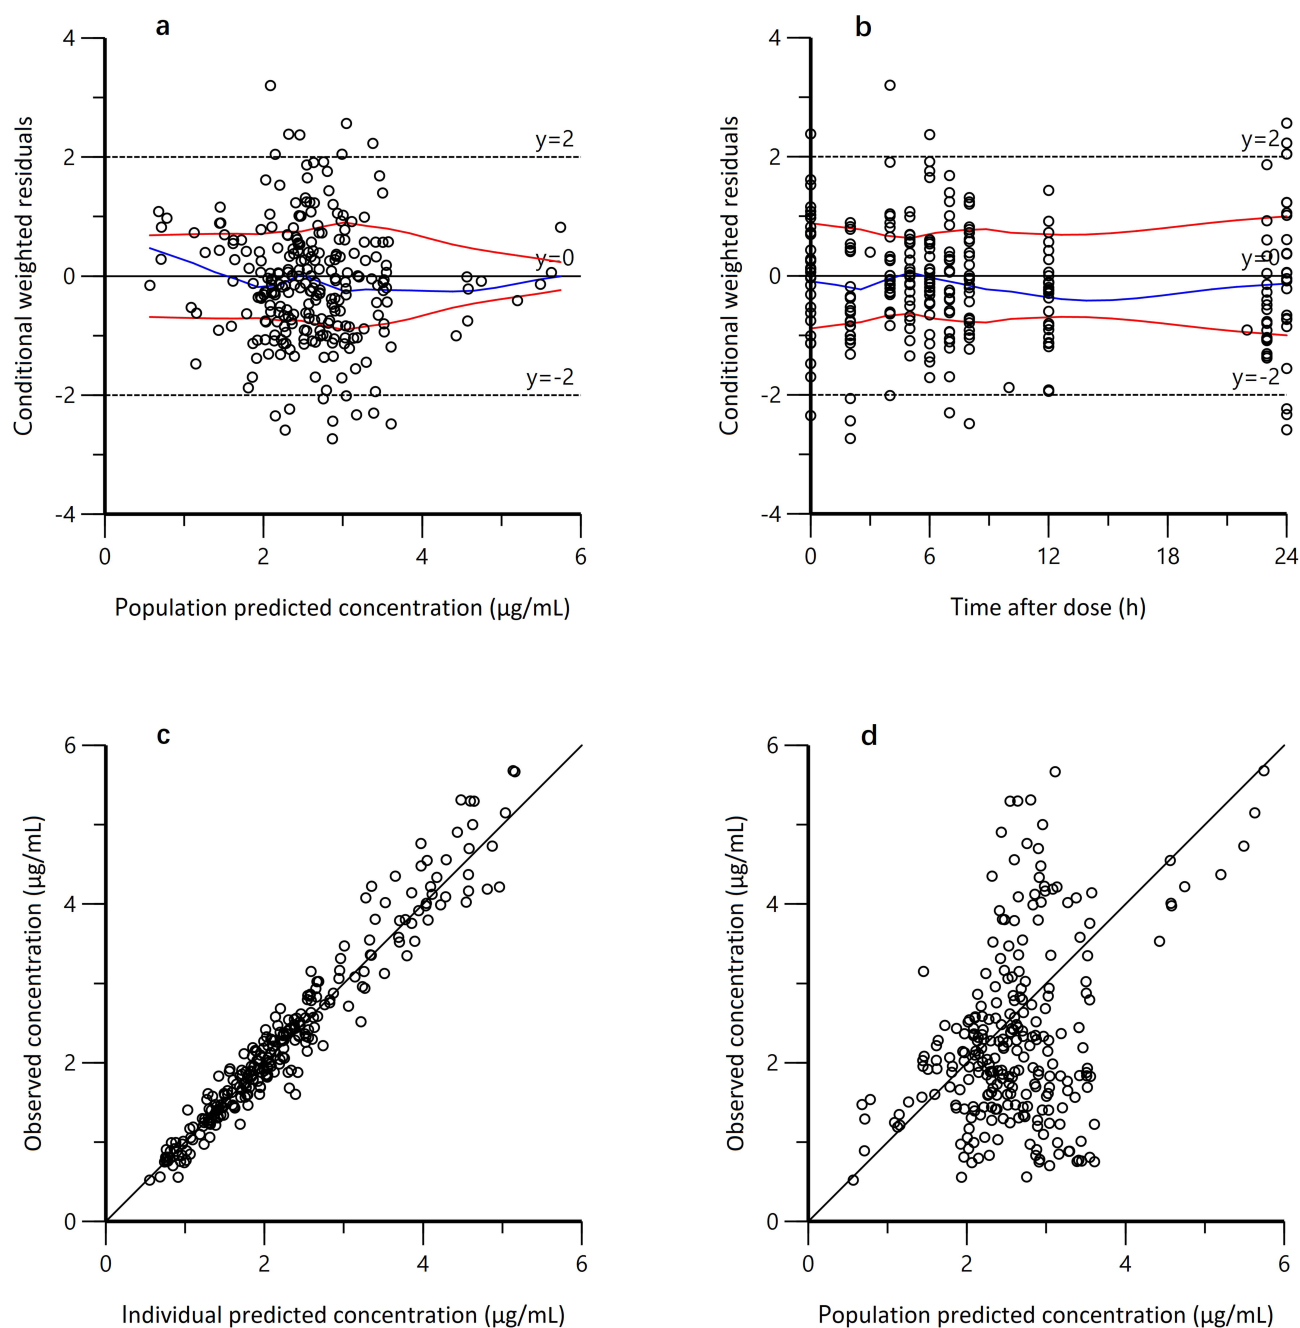 a
4
2
0
-2
-4
y=2
y=0
y=-2
0
2
4
6
Conditional weighted residuals
Population predicted concentration (µg/mL)
b
4
2
0
-2
-4
y=2
y=0
y=-2
0
6
12
18
24
Conditional weighted residuals
Time after dose (h)
c
6
4
2
0
0
2
4
6
Observed concentration (µg/mL)
Individual predicted concentration (µg/mL)
d
6
4
2
0
0
2
4
6
Observed concentration (µg/mL)
Population predicted concentration (µg/mL)